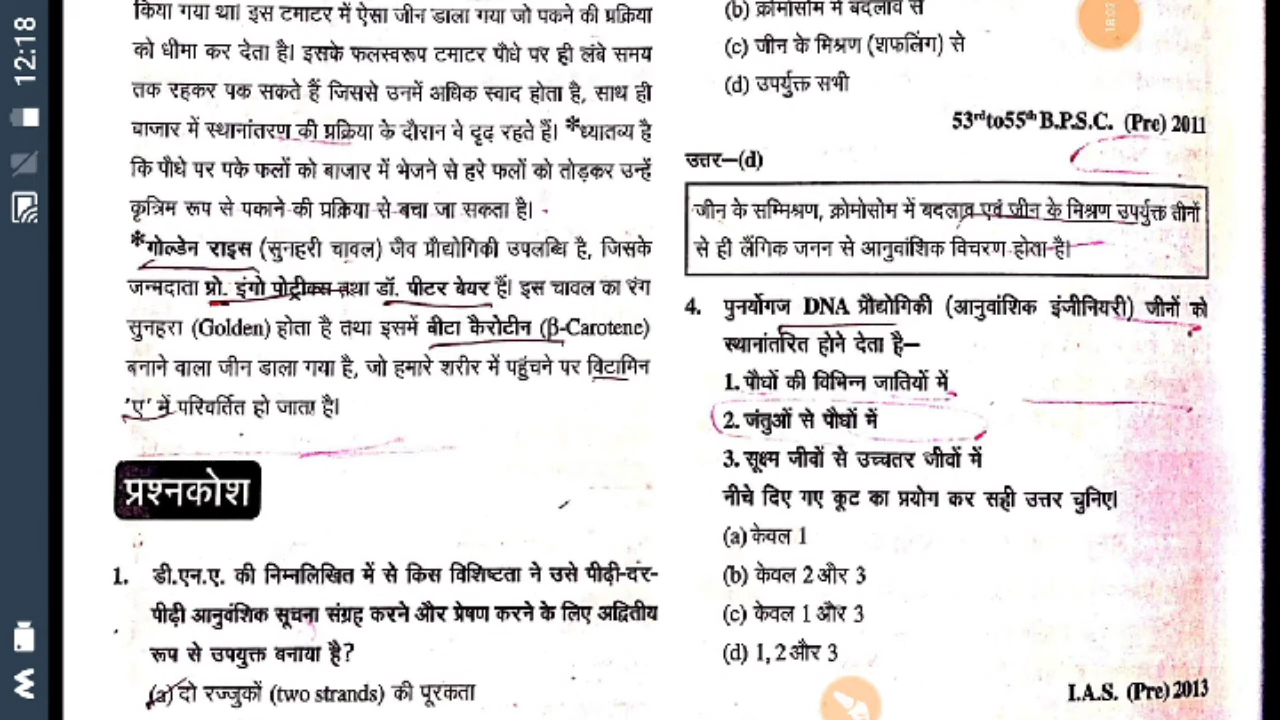 12:18
किया गया था। इस टमाटर में ऐसा जीन डाला गया जो पकने की प्रक्रिया
को धीमा कर देता है। इसके फलस्वरूप टमाटर पौधे पर ही लंबे समय
तक रहकर पक सकते हैं जिससे उनमें अधिक स्वाद होता है, साथ ही
बाजार में स्थानांतरण की प्रक्रिया के दौरान वे दृढ़ रहते हैं। *ध्यातव्य है
कि पौधे पर पके फलों को बाजार में भेजने से हरे फलों को तोड़कर उन्हें
कृत्रिम रूप से पकाने की प्रक्रिया से बचा जा सकता है।
*गोल्डेन राइस (सुनहरी चावल) जैव प्रौद्योगिकी उपलब्धि है, जिसके
जन्मदाता प्रो. इंगो पोट्रीक्स तथा डॉ. पीटर बेयर हैं। इस चावल का रंग
सुनहरा (Golden) होता है तथा इसमें बीटा कैरोटीन (β-Carotene)
बनाने वाला जीन डाला गया है, जो हमारे शरीर में पहुंचने पर विटामिन
'ए' में परिवर्तित हो जाता है।
प्रश्नकोश
1. डी.एन.ए. की निम्नलिखित में से किस विशिष्टता ने उसे पीढ़ी-दर-
पीढ़ी आनुवंशिक सूचना संग्रह करने और प्रेषण करने के लिए अद्वितीय
रूप से उपयुक्त बनाया है?
(a) दो रज्जुकों (two strands) की पूरकता
(b) क्रोमोसोम में बदलाव से
(c) जीन के मिश्रण (शफलिंग) से
(d) उपर्युक्त सभी
53rdto55th B.P.S.C. (Pre) 2011
उत्तर–(d)
जीन के सम्मिश्रण, क्रोमोसोम में बदलाव एवं जीन के मिश्रण उपर्युक्त तीनों
से ही लैंगिक जनन से आनुवांशिक विचरण होता है।
4. पुनर्योगज DNA प्रौद्योगिकी (आनुवांशिक इंजीनियरी) जीनों को
स्थानांतरित होने देता है–
1. पौधों की विभिन्न जातियों में
2. जंतुओं से पौधों में
3. सूक्ष्म जीवों से उच्चतर जीवों में
नीचे दिए गए कूट का प्रयोग कर सही उत्तर चुनिए।
(a) केवल 1
(b) केवल 2 और 3
(c) केवल 1 और 3
(d) 1, 2 और 3
I.A.S. (Pre) 2013